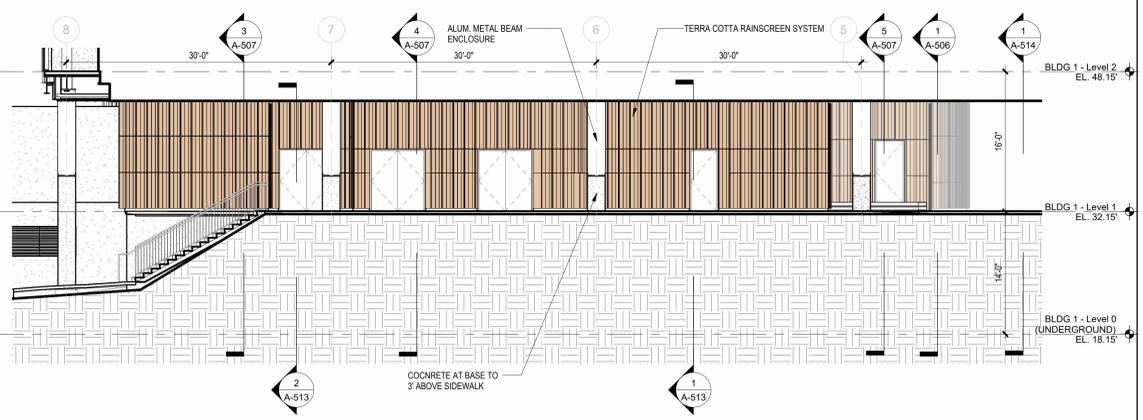 8
3
A-507
7
4
A-507
ALUM. METAL BEAM
ENCLOSURE
6
TERRA COTTA RAINSCREEN SYSTEM
5
5
A-507
1
A-506
1
A-514
30'-0"
30'-0"
30'-0"
BLDG 1 - Level 2
EL. 48.15'
16'-0"
BLDG 1 - Level 1
EL. 32.15'
14'-0"
BLDG 1 - Level 0
(UNDERGROUND)
EL. 18.15'
COCNRETE AT BASE TO
3' ABOVE SIDEWALK
2
A-513
1
A-513